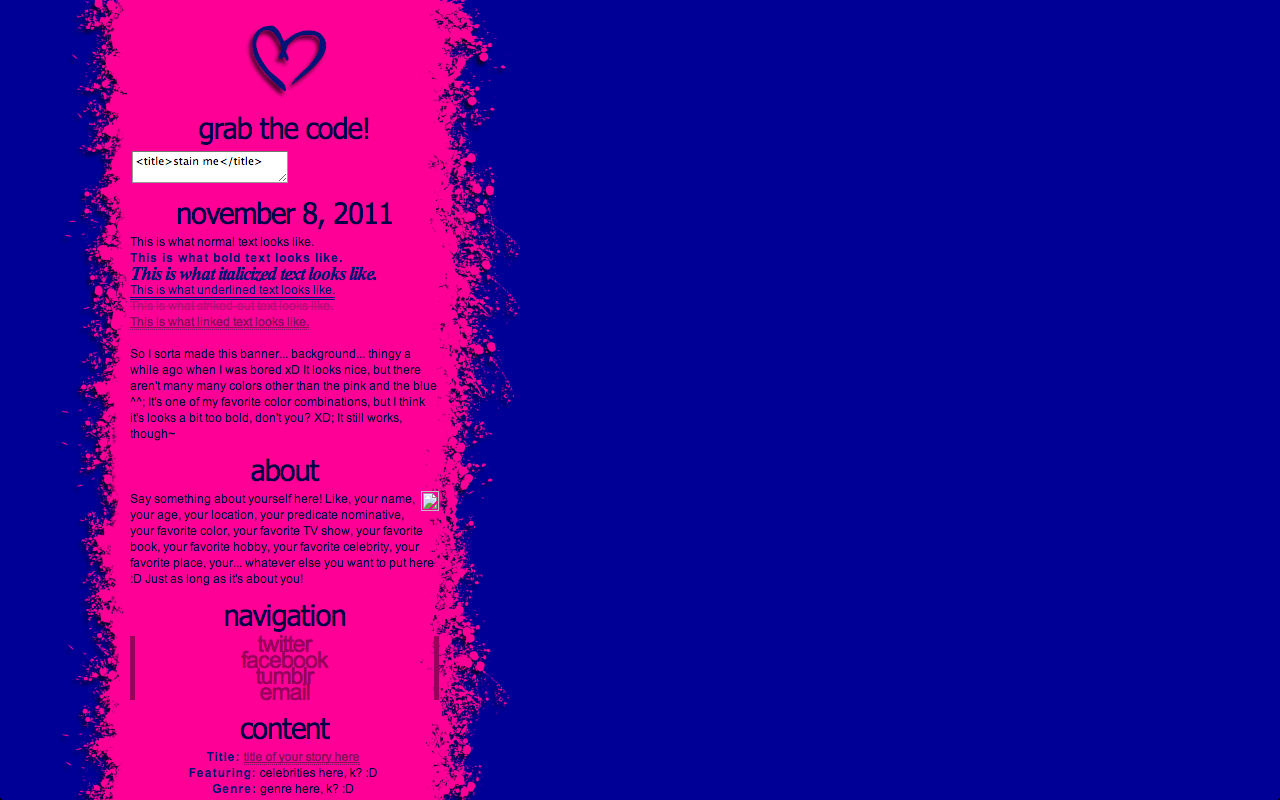 grab the code!
<title>stain me</title>
november 8, 2011
This is what normal text looks like.
This is what bold text looks like.
This is what italicized text looks like.
This is what underlined text looks like.
This is what striked-out text looks like.
This is what linked text looks like.
So I sorta made this banner... background... thingy a
while ago when I was bored xD It looks nice, but there
aren't many many colors other than the pink and the blue
^^; It's one of my favorite color combinations, but I think
it's looks a bit too bold, don't you? XD; It still works,
though~
about
Say something about yourself here! Like, your name,
your age, your location, your predicate nominative,
your favorite color, your favorite TV show, your favorite
book, your favorite hobby, your favorite celebrity, your
favorite place, your... whatever else you want to put here
:D Just as long as it's about you!
navigation
twitter
facebook
tumblr
email
content
Title: title of your story here
Featuring: celebrities here, k? :D
Genre: genre here, k? :D